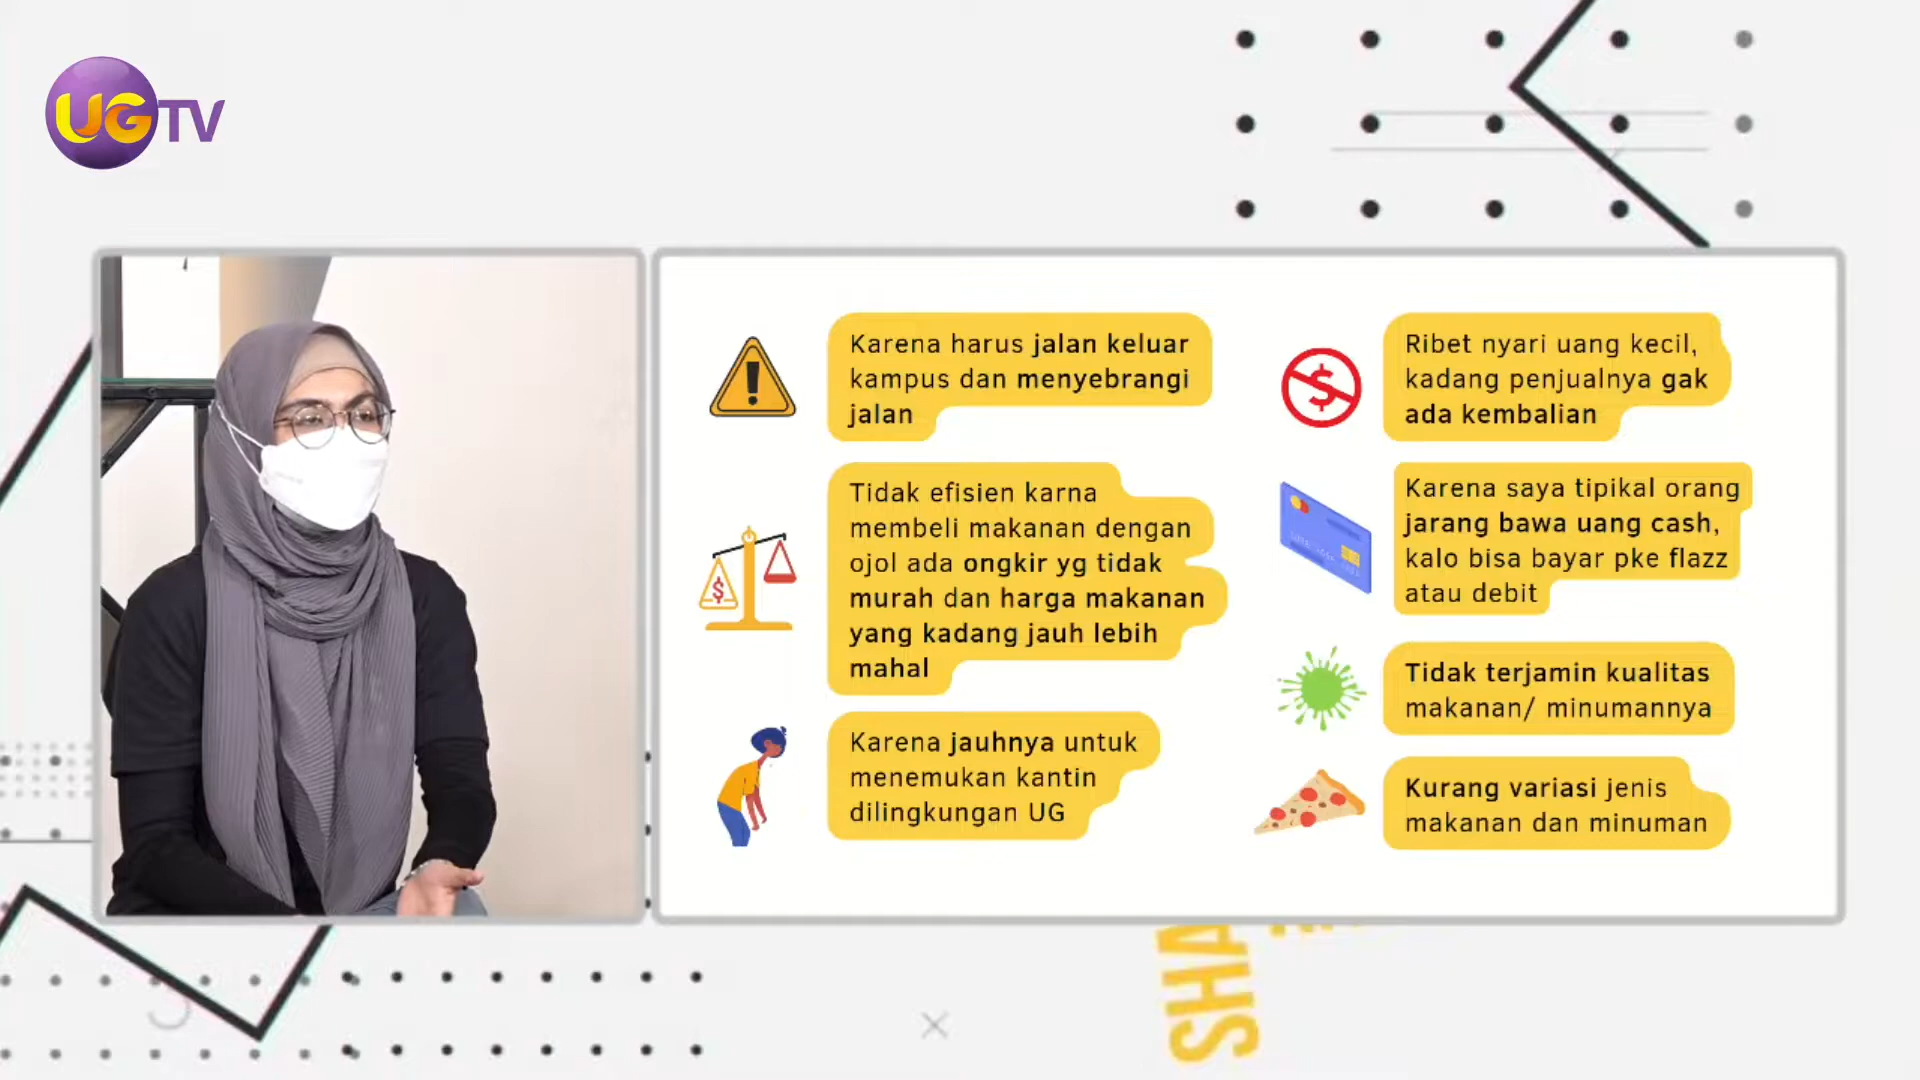 UGTV
Karena harus jalan keluar
kampus dan menyebrangi
jalan
Tidak efisien karna
membeli makanan dengan
ojol ada ongkir yg tidak
murah dan harga makanan
yang kadang jauh lebih
mahal
Karena jauhnya untuk
menemukan kantin
dilingkungan UG
Ribet nyari uang kecil,
kadang penjualnya gak
ada kembalian
Karena saya tipikal orang
jarang bawa uang cash,
kalo bisa bayar pke flazz
atau debit
Tidak terjamin kualitas
makanan/ minumannya
Kurang variasi jenis
makanan dan minuman
SHA